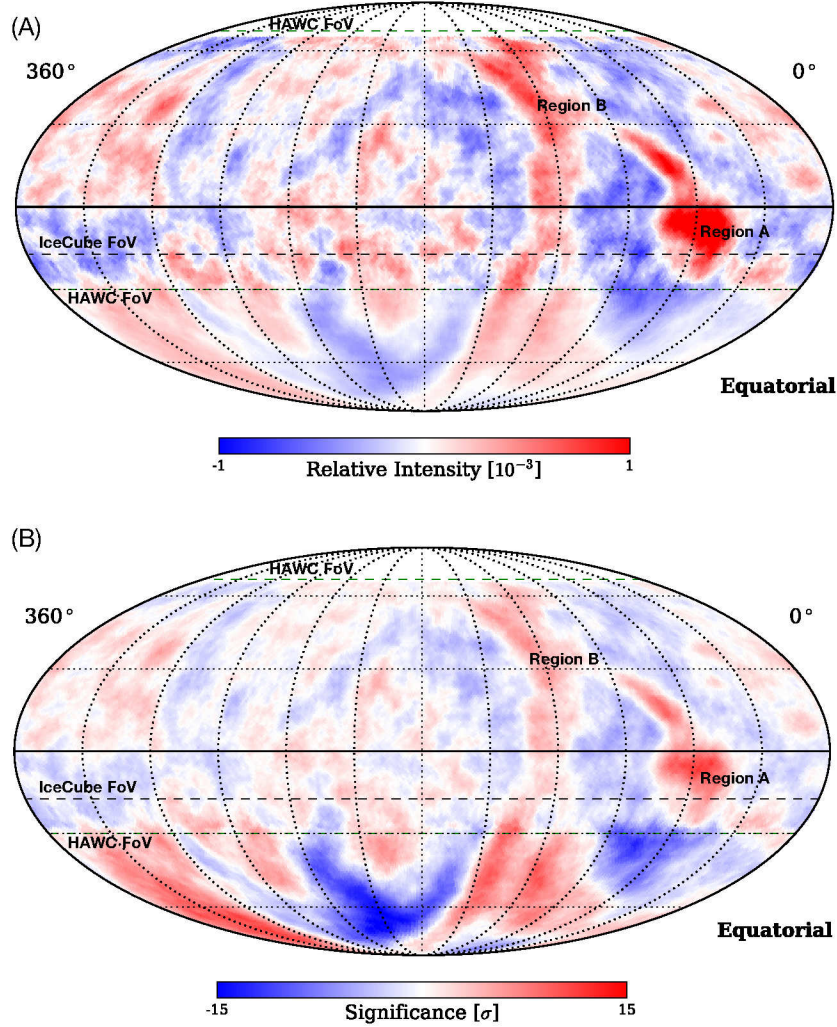 (A)
HAWC FoV
360°
0°
Region B
IceCube FoV
Region A
HAWC FoV
Equatorial
-1
Relative Intensity [10⁻³]
1
(B)
HAWC FoV
360°
0°
Region B
IceCube FoV
Region A
HAWC FoV
Equatorial
-15
Significance [σ]
15